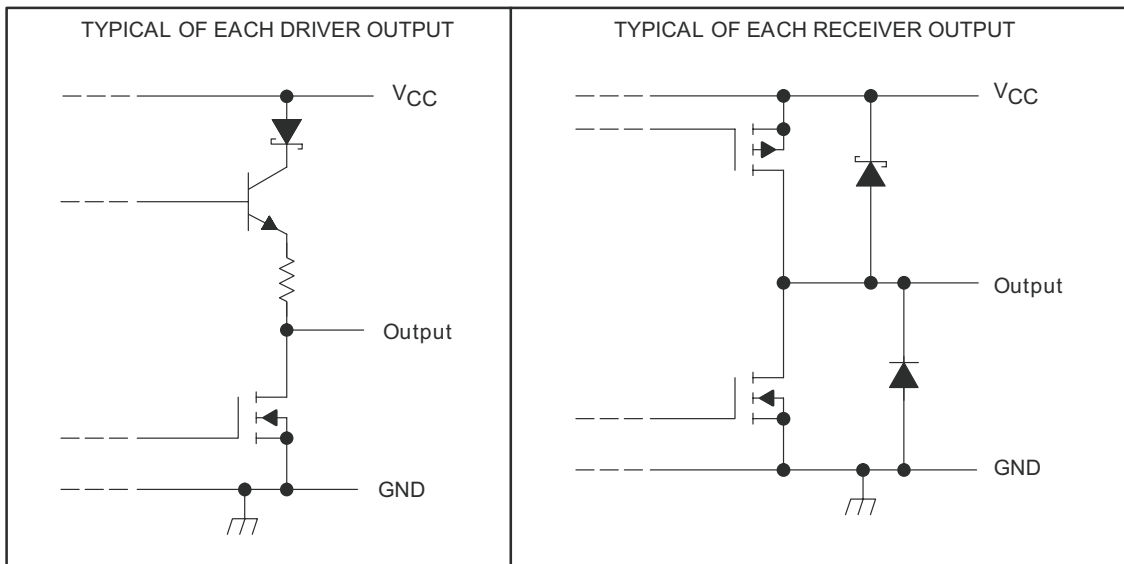 TYPICAL OF EACH DRIVER OUTPUT
VCC
Output
GND
TYPICAL OF EACH RECEIVER OUTPUT
VCC
Output
GND